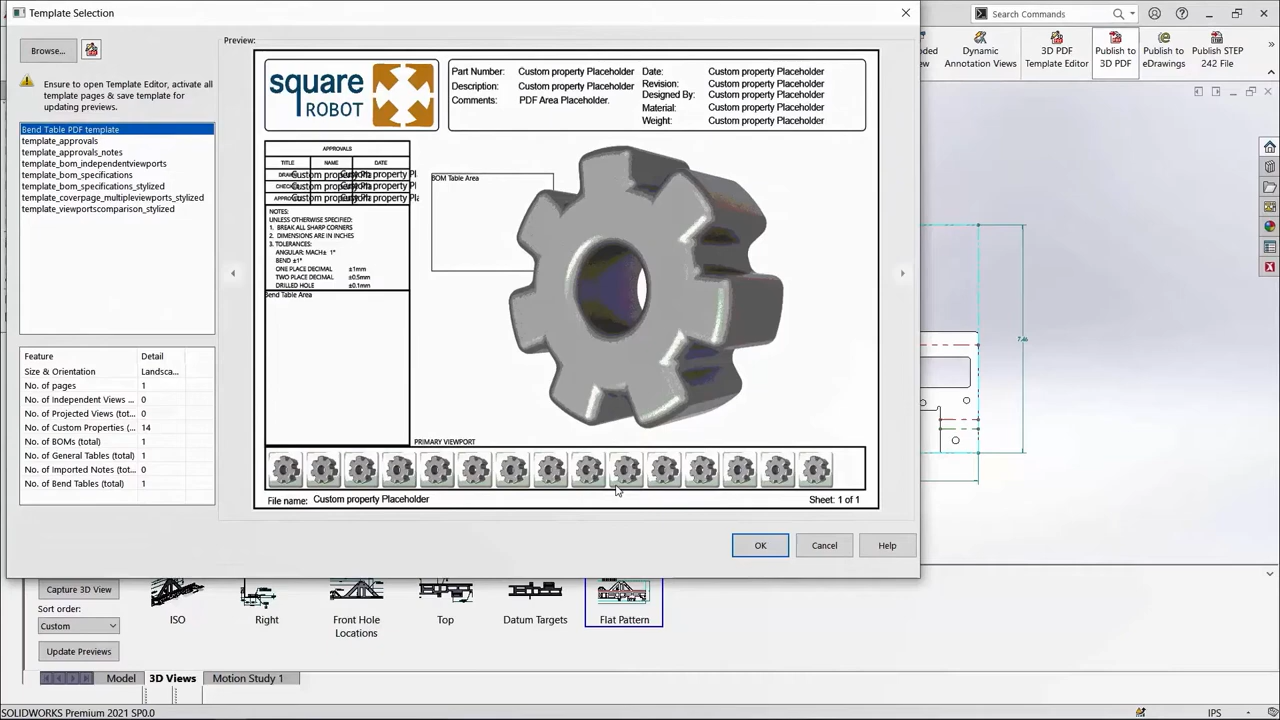 Template Selection
Search Commands
Browse...
Ensure to open Template Editor, activate all
template pages & save template for
updating previews.
Bend Table PDF template
template_approvals
template_approvals_notes
template_bom_independentviewports
template_bom_specifications
template_bom_specifications_stylized
template_coverpage_multipleviewports_stylized
template_viewportscomparison_stylized
Feature Detail
Size & Orientation Landsca...
No. of pages 1
No. of Independent Views ... 0
No. of Projected Views (tot... 0
No. of Custom Properties (... 14
No. of BOMs (total) 1
No. of General Tables (total) 1
No. of Imported Notes (tot... 0
No. of Bend Tables (total) 1
Preview:
square
ROBOT
Part Number: Custom property Placeholder
Description: Custom property Placeholder
Comments: PDF Area Placeholder.
Date: Custom property Placeholder
Revision: Custom property Placeholder
Designed By: Custom property Placeholder
Material: Custom property Placeholder
Weight: Custom property Placeholder
APPROVALS
TITLE NAME DATE
NOTES:
UNLESS OTHERWISE SPECIFIED:
1. BREAK ALL SHARP CORNERS
2. DIMENSIONS ARE IN INCHES
3. TOLERANCES:
ANGULAR: MACH± 1°
BEND ±1°
ONE PLACE DECIMAL ±1mm
TWO PLACE DECIMAL ±0.5mm
DRILLED HOLE ±0.1mm
Bend Table Area
BOM Table Area
PRIMARY VIEWPORT
File name: Custom property Placeholder
Sheet: 1 of 1
OK
Cancel
Help
Dynamic
Annotation Views
3D PDF
Template Editor
Publish to
3D PDF
Publish to
eDrawings
Publish STEP
242 File
Capture 3D View
Sort order:
Custom
Update Previews
ISO
Right
Front Hole
Locations
Top
Datum Targets
Flat Pattern
Model
3D Views
Motion Study 1
SOLIDWORKS Premium 2021 SP0.0
IPS